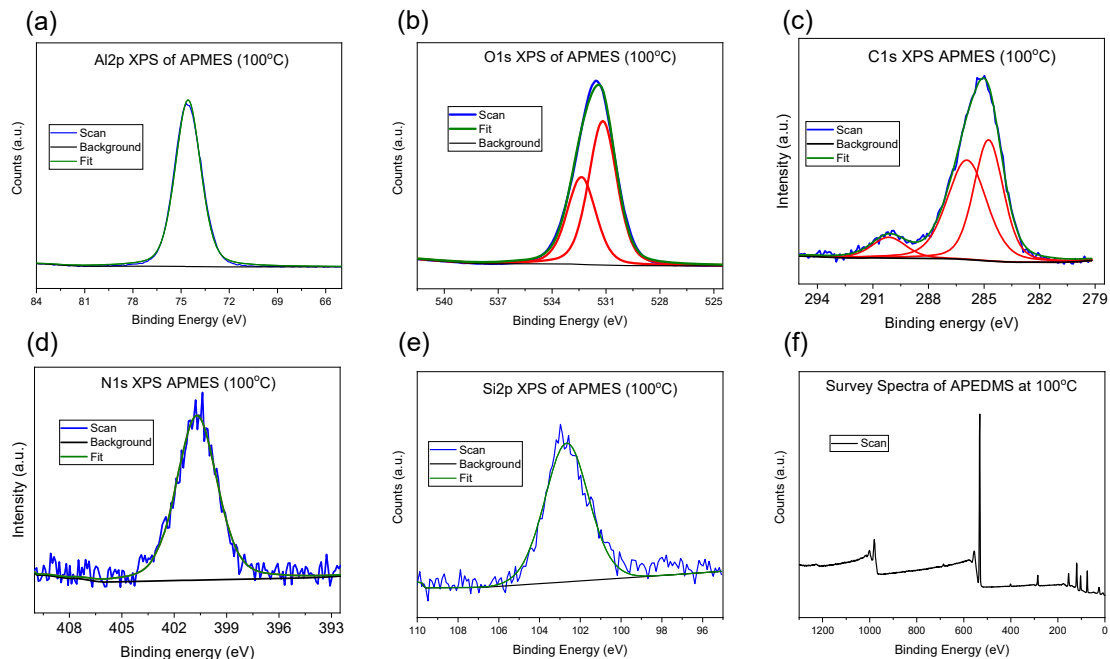 (a)
Al2p XPS of APMES (100°C)
Scan
Background
Fit
Counts (a.u.)
84 81 78 75 72 69 66
Binding Energy (eV)
(b)
O1s XPS of APMES (100°C)
Scan
Fit
Background
Counts (a.u.)
540 537 534 531 528 525
Binding Energy (eV)
(c)
C1s XPS APMES (100°C)
Scan
Background
Fit
Intensity (a.u.)
294 291 288 285 282 279
Binding energy (eV)
(d)
N1s XPS APMES (100°C)
Scan
Background
Fit
Intensity (a.u.)
408 405 402 399 396 393
Binding energy (eV)
(e)
Si2p XPS of APMES (100°C)
Scan
Background
Fit
Counts (a.u.)
110 108 106 104 102 100 98 96
Binding Energy (eV)
(f)
Survey Spectra of APEDMS at 100°C
Scan
Counts (a.u.)
1200 1000 800 600 400 200 0
Binding Energy (eV)